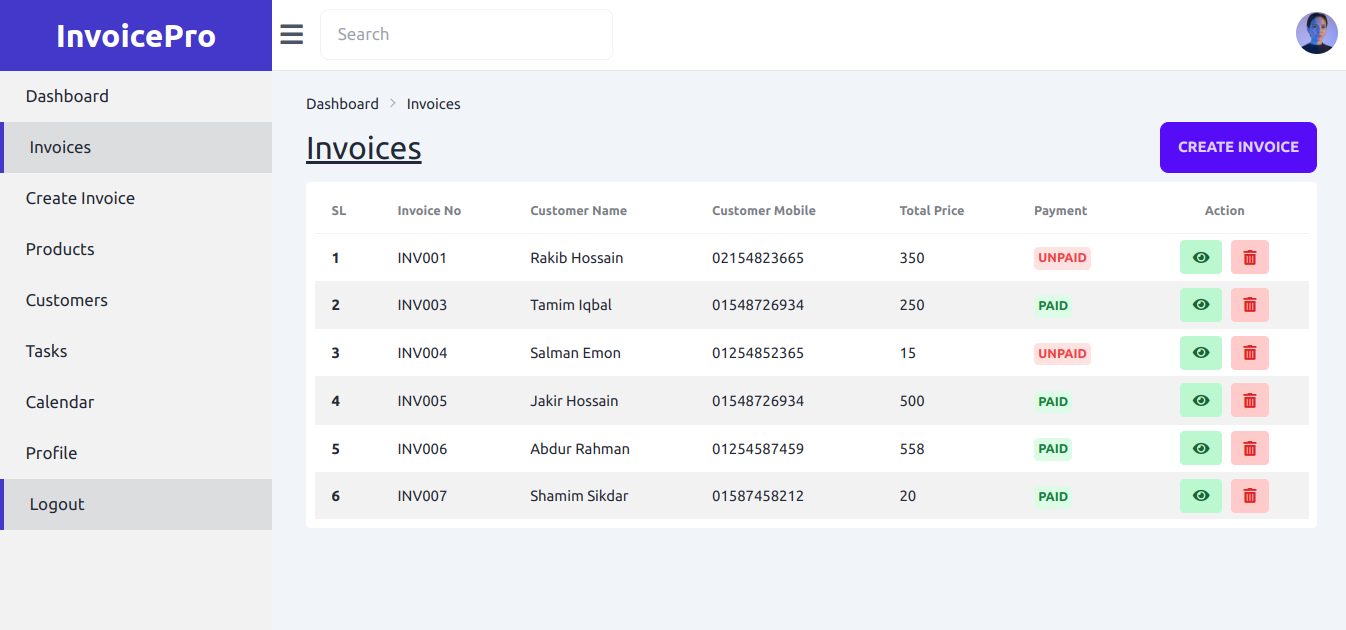 InvoicePro
Search
Dashboard
Invoices
Create Invoice
Products
Customers
Tasks
Calendar
Profile
Logout
Dashboard > Invoices
Invoices
CREATE INVOICE
SL Invoice No Customer Name Customer Mobile Total Price Payment Action
1 INV001 Rakib Hossain 02154823665 350 UNPAID
2 INV003 Tamim Iqbal 01548726934 250 PAID
3 INV004 Salman Emon 01254852365 15 UNPAID
4 INV005 Jakir Hossain 01548726934 500 PAID
5 INV006 Abdur Rahman 01254587459 558 PAID
6 INV007 Shamim Sikdar 01587458212 20 PAID